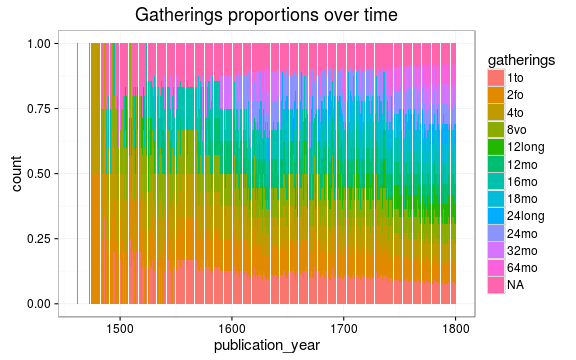 Gatherings proportions over time
count
1.00
0.75
0.50
0.25
0.00
1500
1600
1700
1800
publication_year
gatherings
1to
2fo
4to
8vo
12long
12mo
16mo
18mo
24long
24mo
32mo
64mo
NA